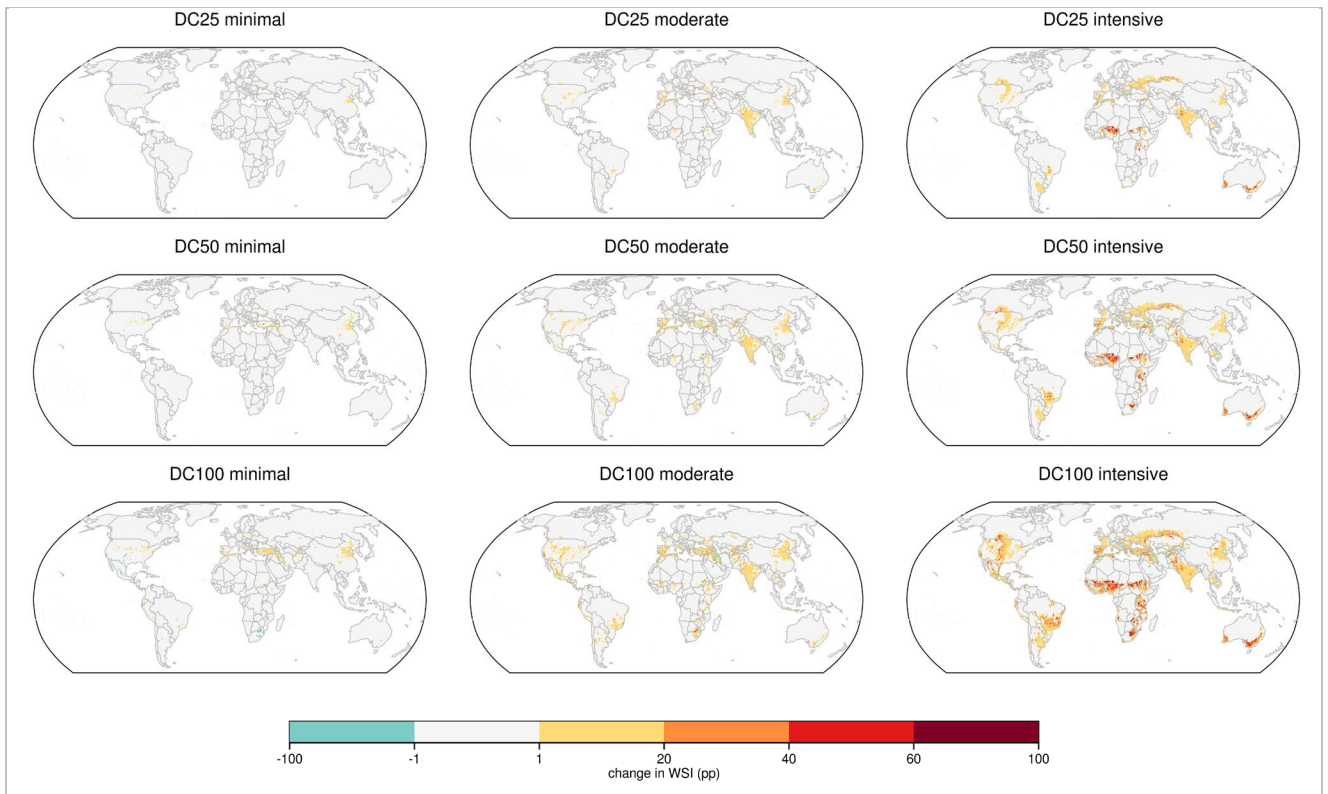 DC25 minimal
DC25 moderate
DC25 intensive
DC50 minimal
DC50 moderate
DC50 intensive
DC100 minimal
DC100 moderate
DC100 intensive
-100 -1 1 20 40 60 100
change in WSI (pp)